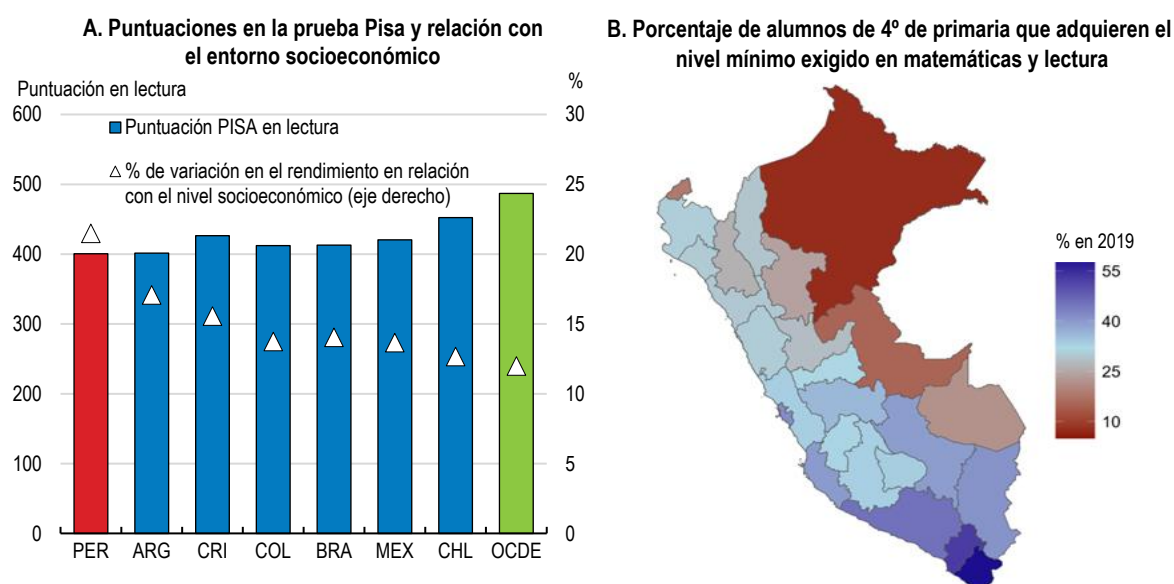 A. Puntuaciones en la prueba Pisa y relación con
el entorno socioeconómico
Puntuación en lectura
%
600
500
400
300
200
100
0
30
25
20
15
10
5
0
Puntuación PISA en lectura
% de variación en el rendimiento en relación
con el nivel socioeconómico (eje derecho)
PER ARG CRI COL BRA MEX CHL OCDE
B. Porcentaje de alumnos de 4º de primaria que adquieren el
nivel mínimo exigido en matemáticas y lectura
% en 2019
55
40
25
10